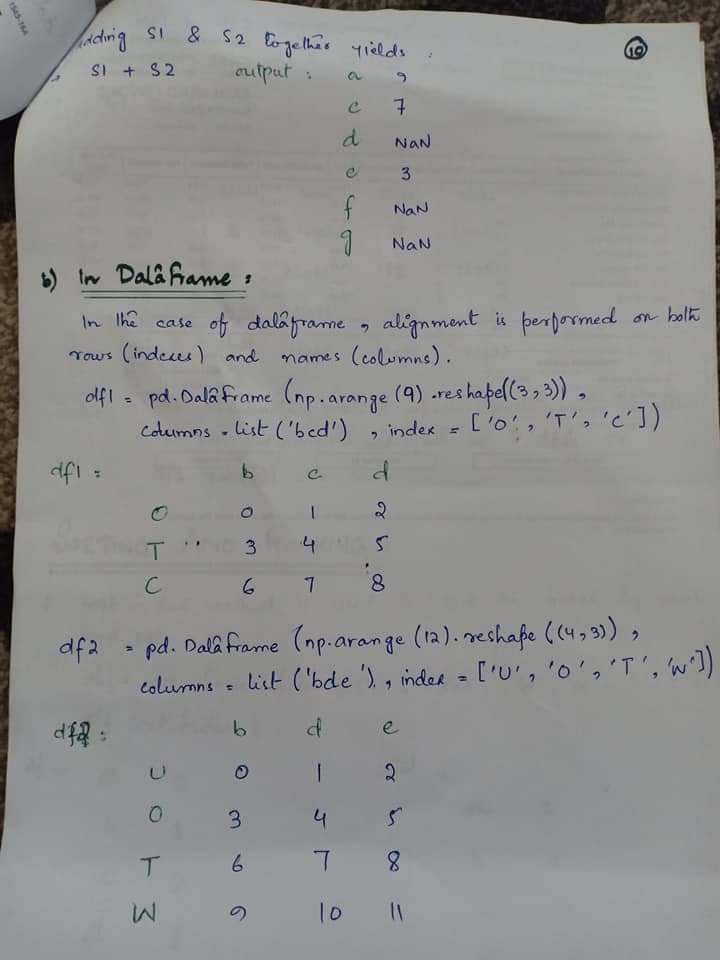 adding S1 & S2 together yields :
S1 + S2 output : a 9
c 7
d NaN
e 3
f NaN
g NaN
10
b) In DataFrame :
In the case of dataframe, alignment is performed on both
rows (indexes) and names (columns).
df1 = pd.DataFrame (np.arange (9).reshape((3,3)),
columns = list ('bcd') , index = ['O', 'T', 'C'])
df1 = b c d
O 0 1 2
T 3 4 5
C 6 7 8
df2 = pd.DataFrame (np.arange (12).reshape ((4,3)),
columns = list ('bde'), index = ['U', 'O', 'T', 'W'])
df2 : b d e
U 0 1 2
O 3 4 5
T 6 7 8
W 9 10 11